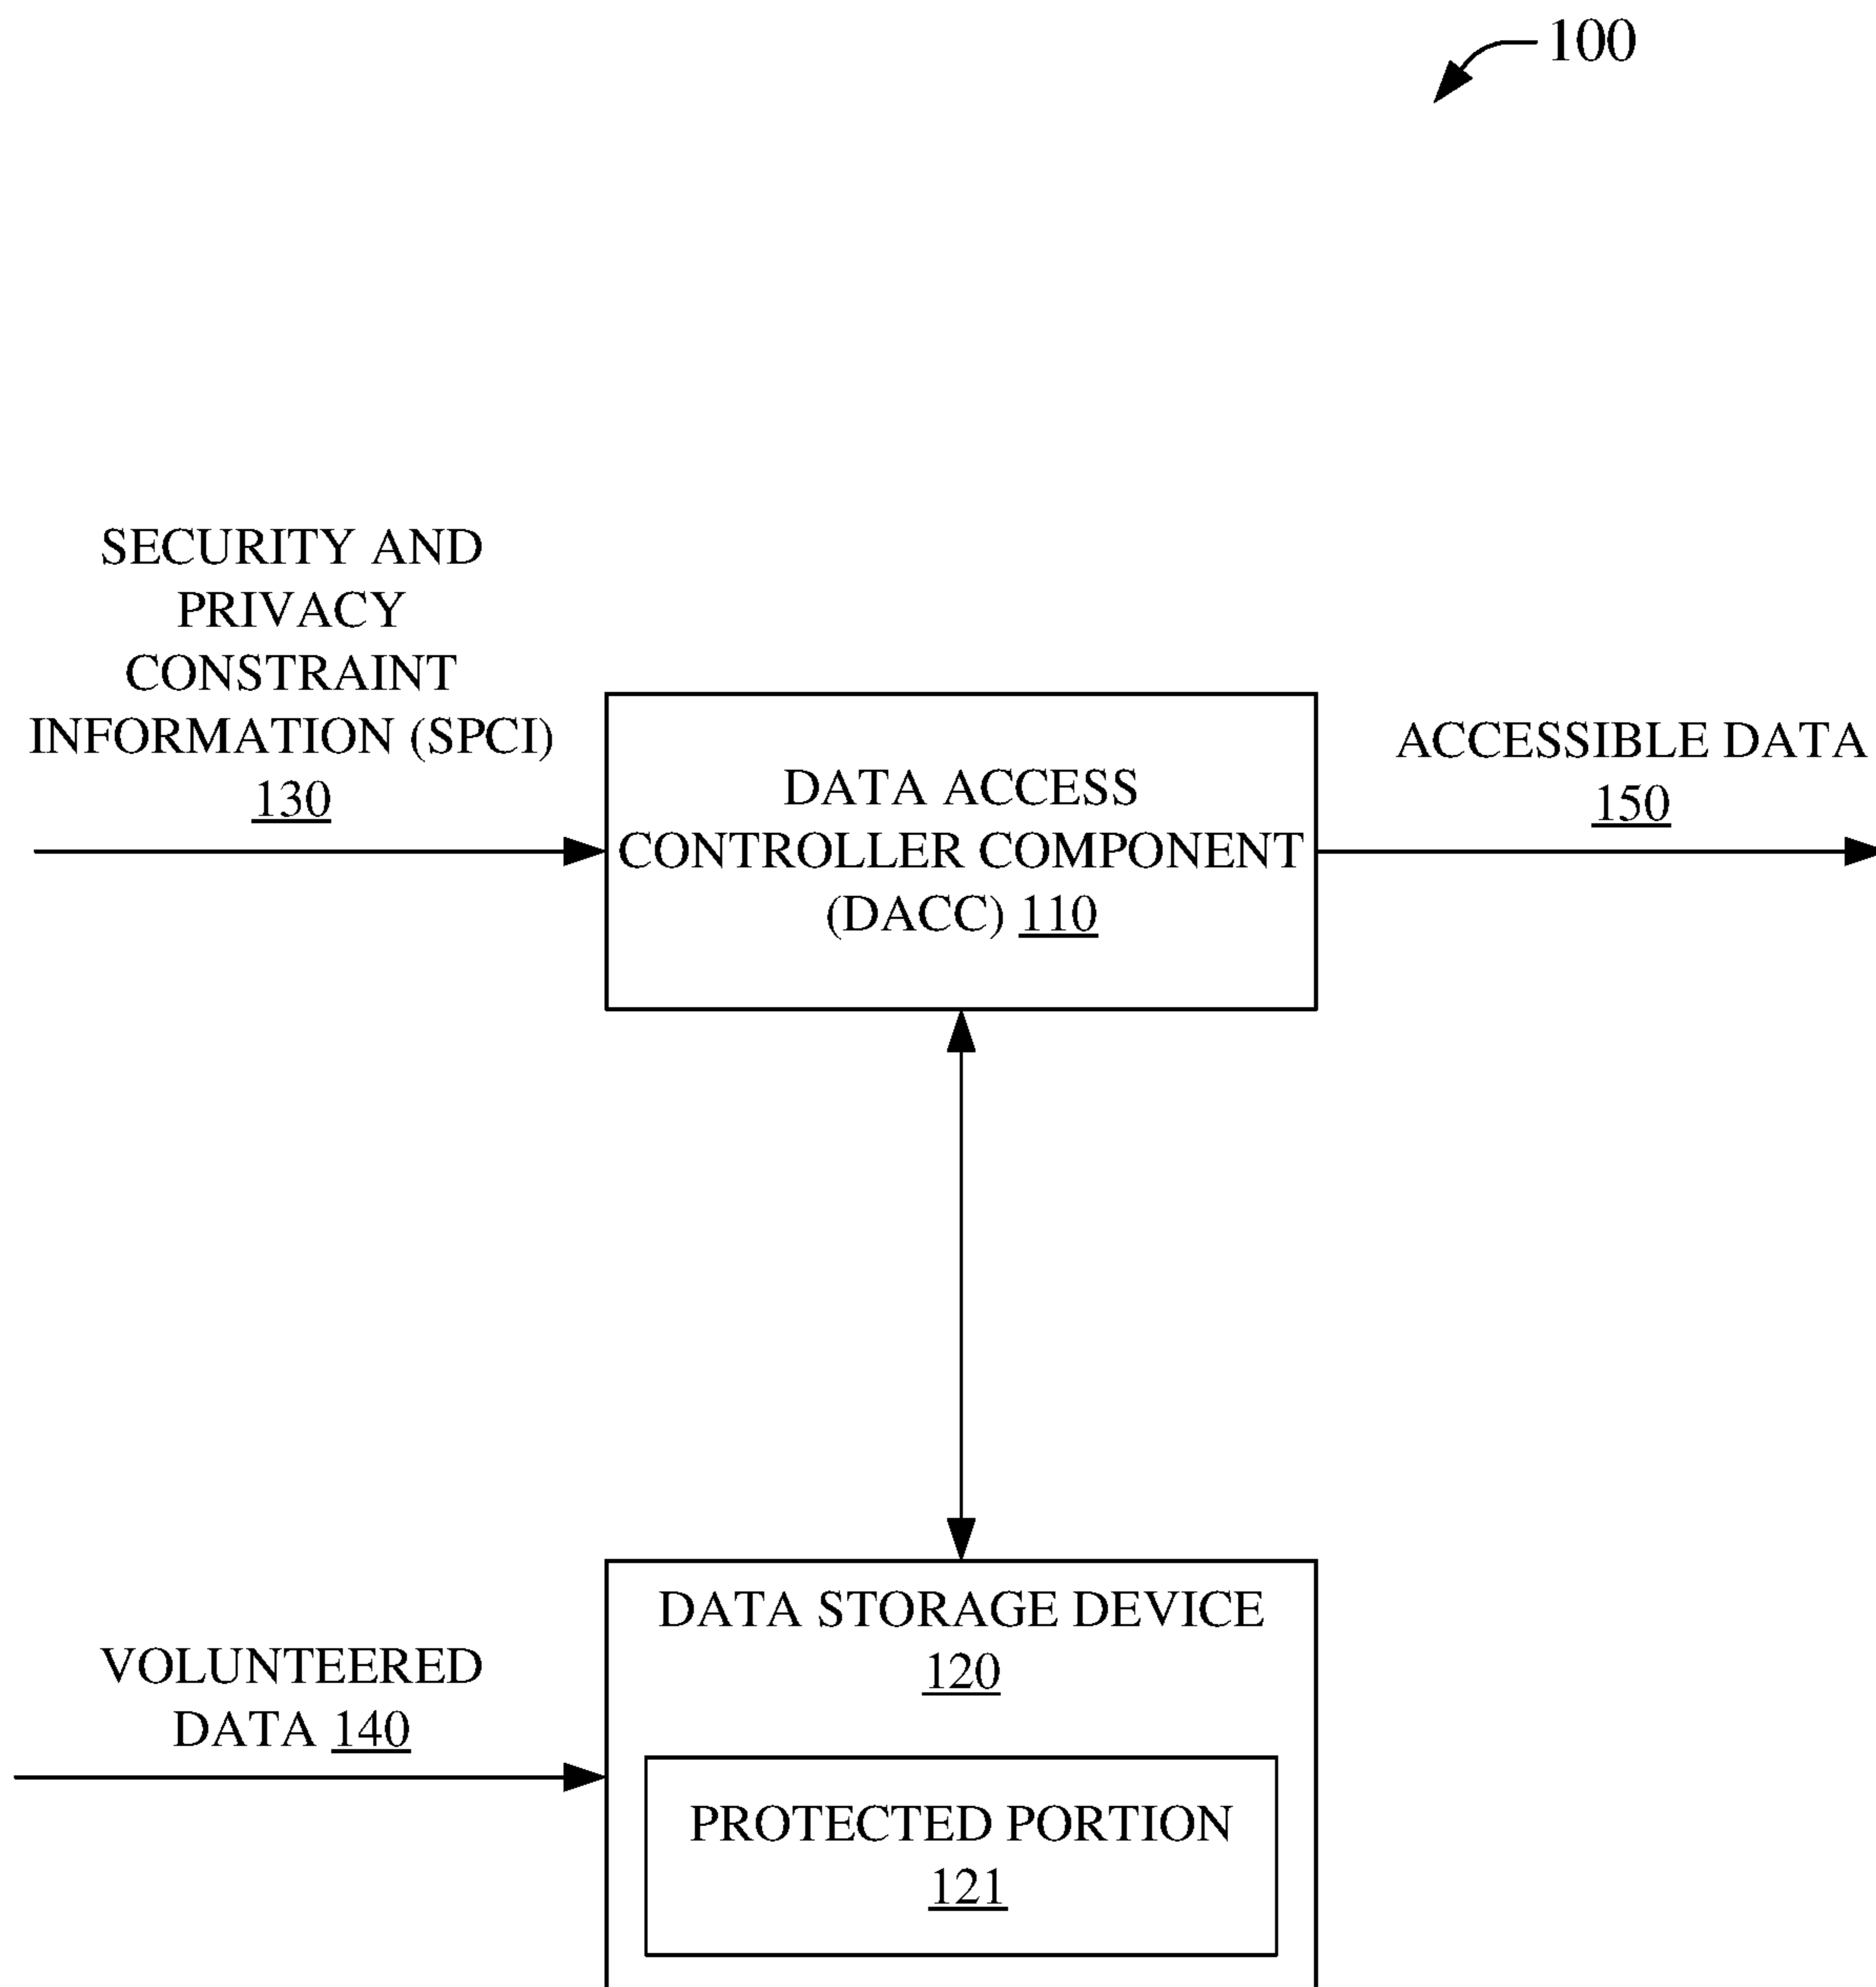 100
SECURITY AND
PRIVACY
CONSTRAINT
INFORMATION (SPCI)
130
DATA ACCESS
CONTROLLER COMPONENT
(DACC) 110
ACCESSIBLE DATA
150
DATA STORAGE DEVICE
120
VOLUNTEERED
DATA 140
PROTECTED PORTION
121